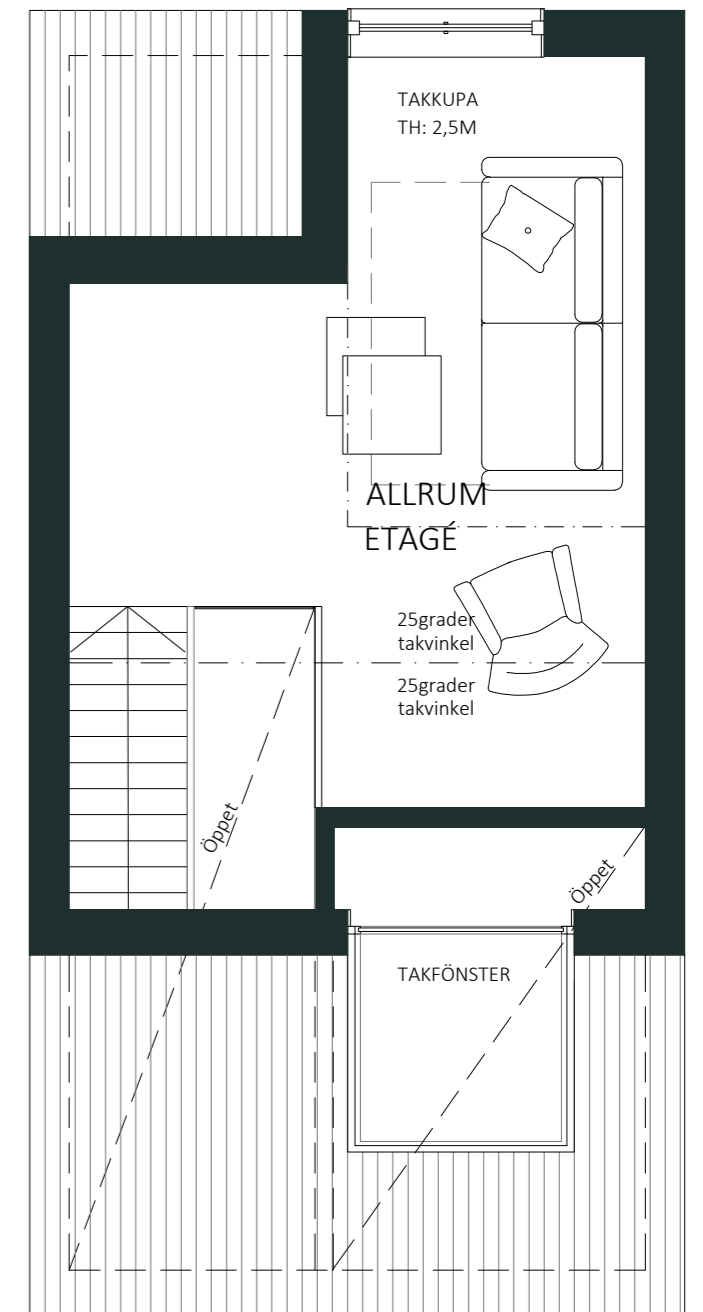 TAKKUPA
TH: 2,5M
ALLRUM
ETAGÉ
25grader
takvinkel
25grader
takvinkel
Öppet
Öppet
TAKFÖNSTER